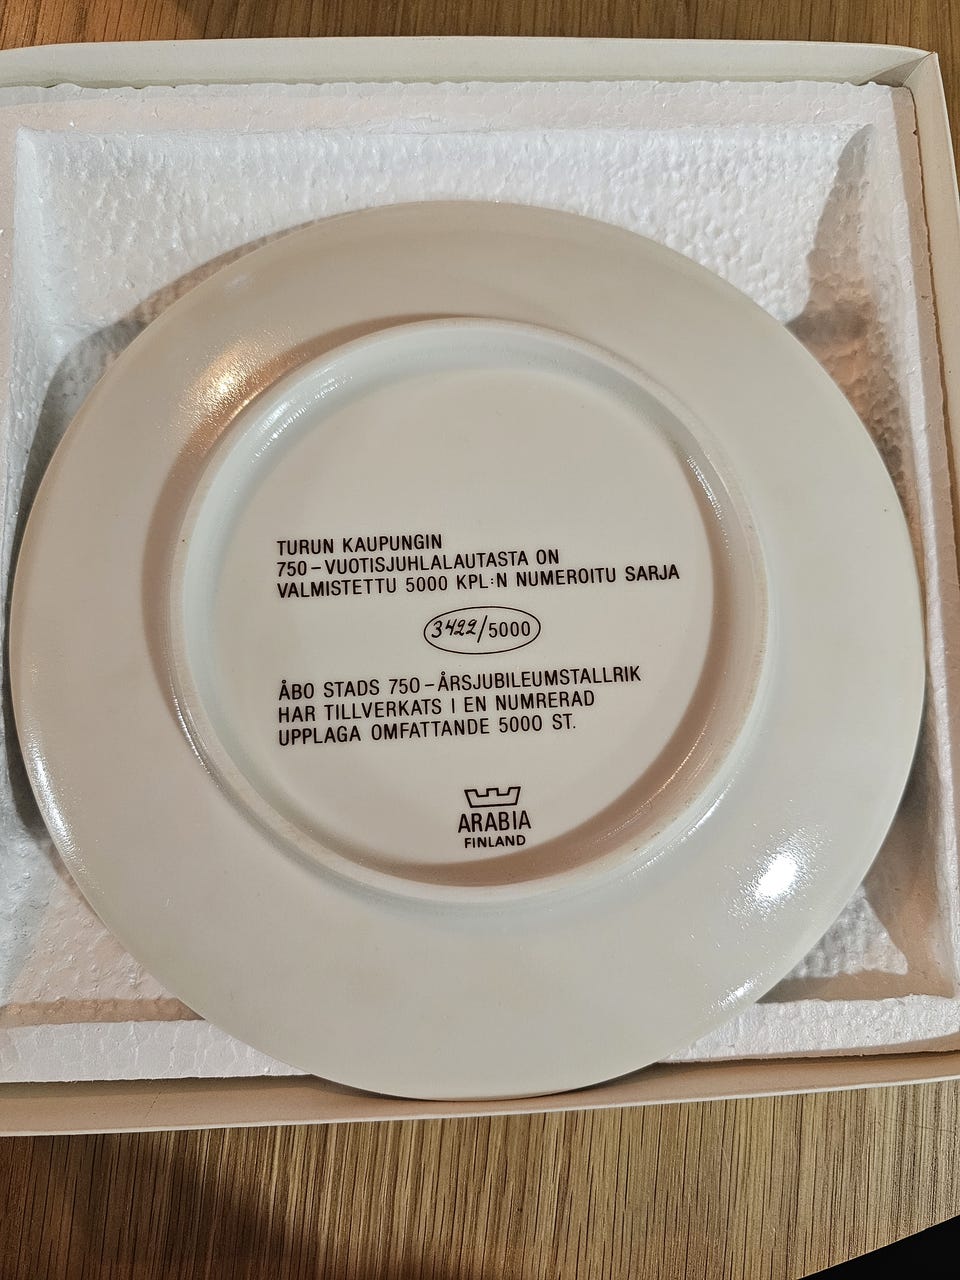 TURUN KAUPUNGIN
750-VUOTISJUHLALAUTASTA ON
VALMISTETTU 5000 KPL:N NUMEROITU SARJA
3422/5000
ÅBO STADS 750-ÅRSJUBILEUMSTALLRIK
HAR TILLVERKATS I EN NUMRERAD
UPPLAGA OMFATTANDE 5000 ST.
ARABIA
FINLAND